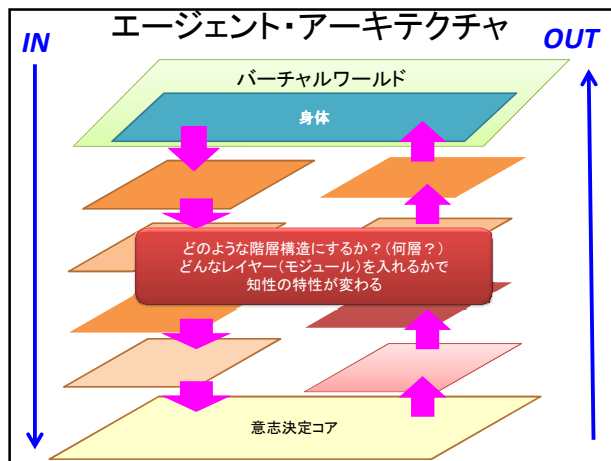 エージェント・アーキテクチャ
IN
OUT
バーチャルワールド
身体
どのような階層構造にするか？(何層？)
どんなレイヤー(モジュール)を入れるかで
知性の特性が変わる
意志決定コア